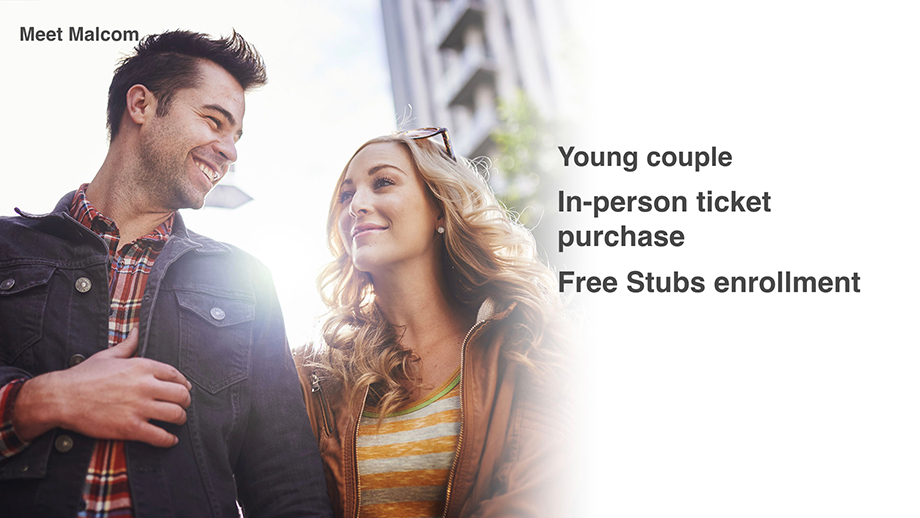 Meet Malcom
Young couple
In-person ticket
purchase
Free Stubs enrollment